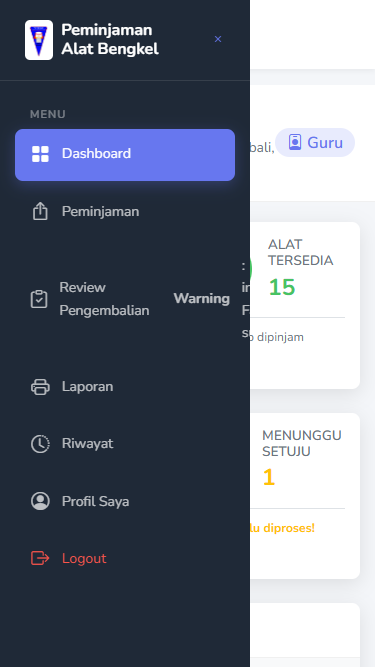 Peminjaman
Alat Bengkel
×
MENU
Dashboard
Peminjaman
Review
Pengembalian
Warning
:
Laporan
Riwayat
Profil Saya
Logout
bali,
Guru
ALAT
TERSEDIA
15
dipinjam
MENUNGGU
SETUJU
1
lu diproses!